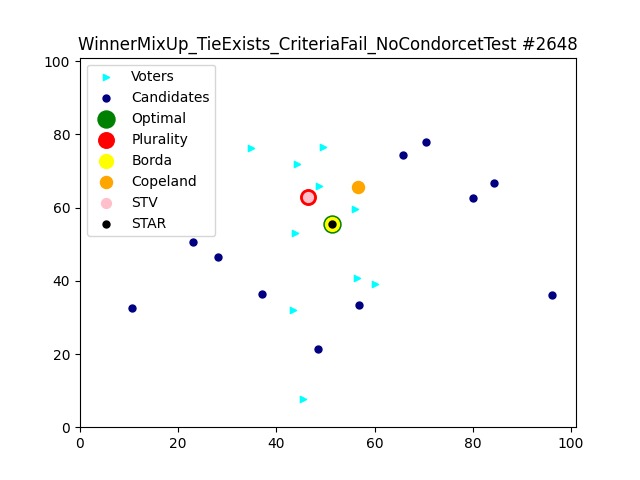 WinnerMixUp_TieExists_CriteriaFail_NoCondorcetTest #2648
100
80
60
40
20
0
Voters
Candidates
Optimal
Plurality
Borda
Copeland
STV
STAR
0 20 40 60 80 100